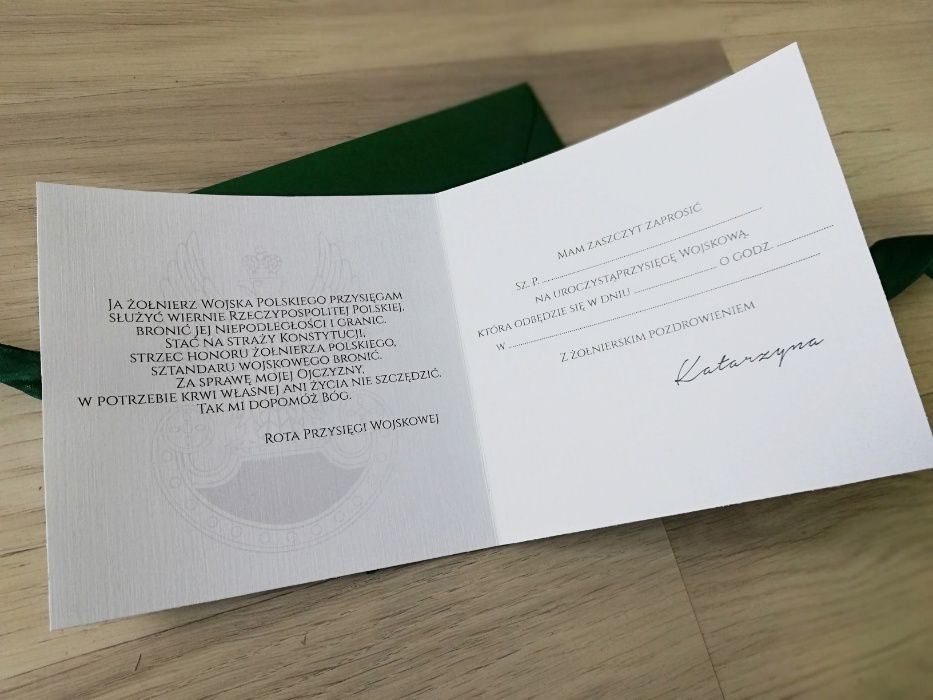 Ja żołnierz Wojska Polskiego przysięgam
służyć wiernie Rzeczypospolitej Polskiej,
bronić jej niepodległości i granic.
Stać na straży Konstytucji,
strzec honoru żołnierza polskiego,
sztandaru wojskowego bronić.
Za sprawę mojej Ojczyzny,
w potrzebie krwi własnej ani życia nie szczędzić.
Tak mi dopomóż Bóg.
Rota Przysięgi Wojskowej
Mam zaszczyt zaprosić
Sz. P. ....................
na uroczystąprzysięgę wojskową,
która odbędzie się w dniu .................... o godz. ....................
w ....................
Z żołnierskim pozdrowieniem
Katarzyna